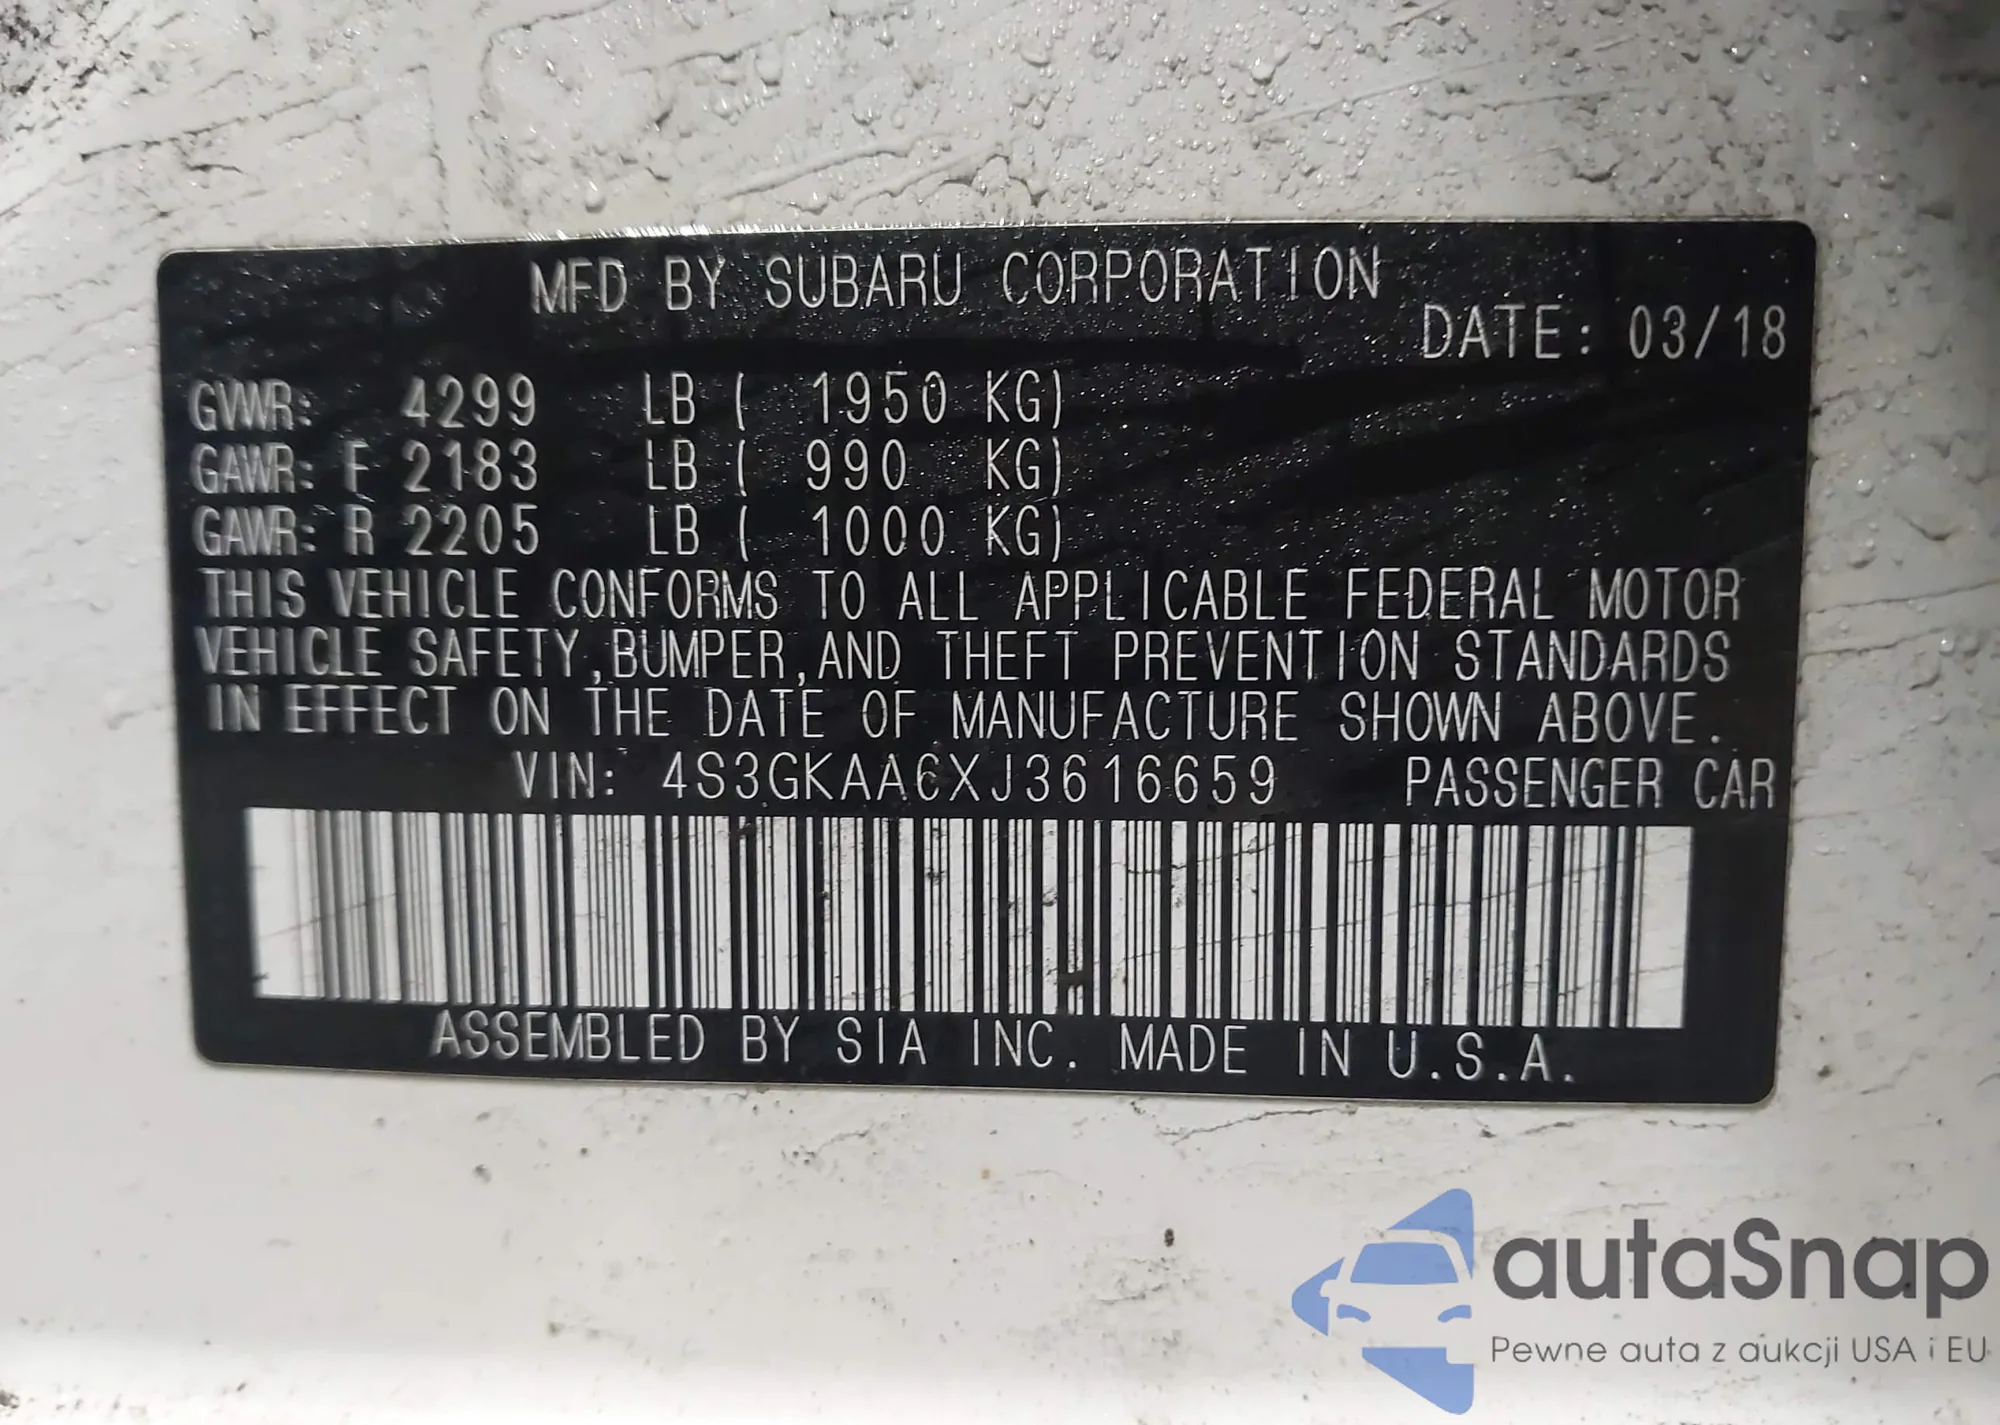 MFD BY SUBARU CORPORATION
DATE: 03/18
GVWR: 4299 LB ( 1950 KG)
GAWR: F 2183 LB ( 990 KG)
GAWR: R 2205 LB ( 1000 KG)
THIS VEHICLE CONFORMS TO ALL APPLICABLE FEDERAL MOTOR
VEHICLE SAFETY,BUMPER,AND THEFT PREVENTION STANDARDS
IN EFFECT ON THE DATE OF MANUFACTURE SHOWN ABOVE.
VIN: 4S3GKAA6XJ3616659 PASSENGER CAR
ASSEMBLED BY SIA INC. MADE IN U.S.A.
autaSnap
Pewne auta z aukcji USA i EU